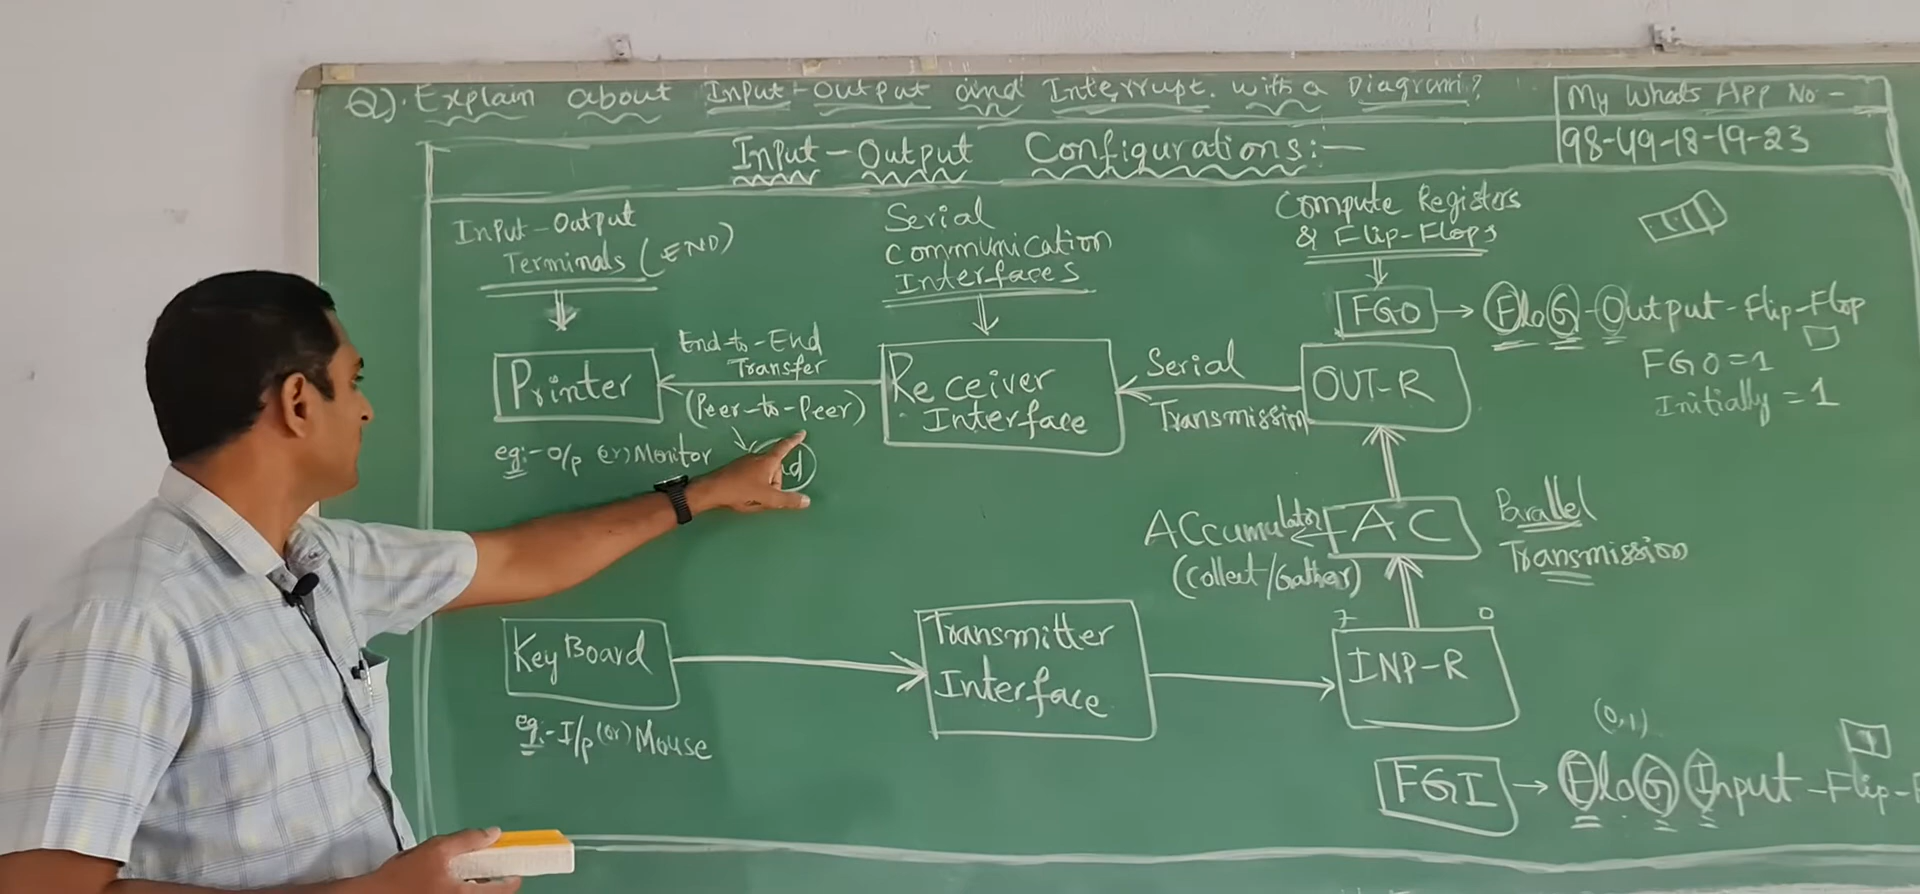 Q). Explain about Input-Output and Interrupt. with a Diagram?
My Whats App No -
98-49-18-19-23
Input-Output Configurations:-
Input-Output
Terminals (END)
Serial
Communication
Interfaces
Compute Registers
& Flip-Flops
FGO → FlaG-Output-Flip-Flop
FGO=1
Initially = 1
Printer
End-to-End
Transfer
(Peer-to-Peer)
Receiver
Interface
Serial
Transmission
OUT-R
eg:- O/p (or) Monitor
Accumulator
(Collect/Gather)
AC
Parallel
Transmission
KeyBoard
Transmitter
Interface
7 0
INP-R
eg:- I/p (or) Mouse
(0,1)
1
FGI → FlaG Input-Flip-F